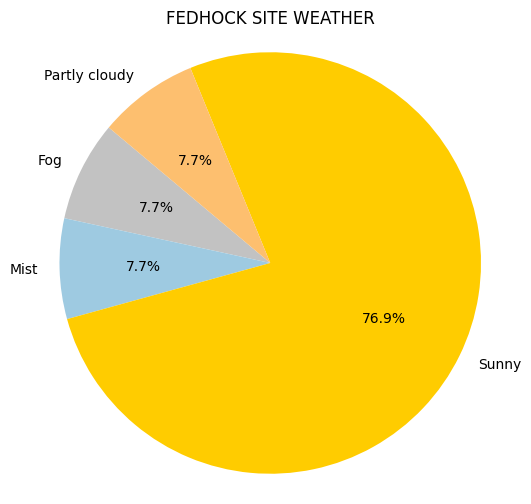 FEDHOCK SITE WEATHER
Partly cloudy
7.7%
Fog
7.7%
Mist
7.7%
76.9%
Sunny